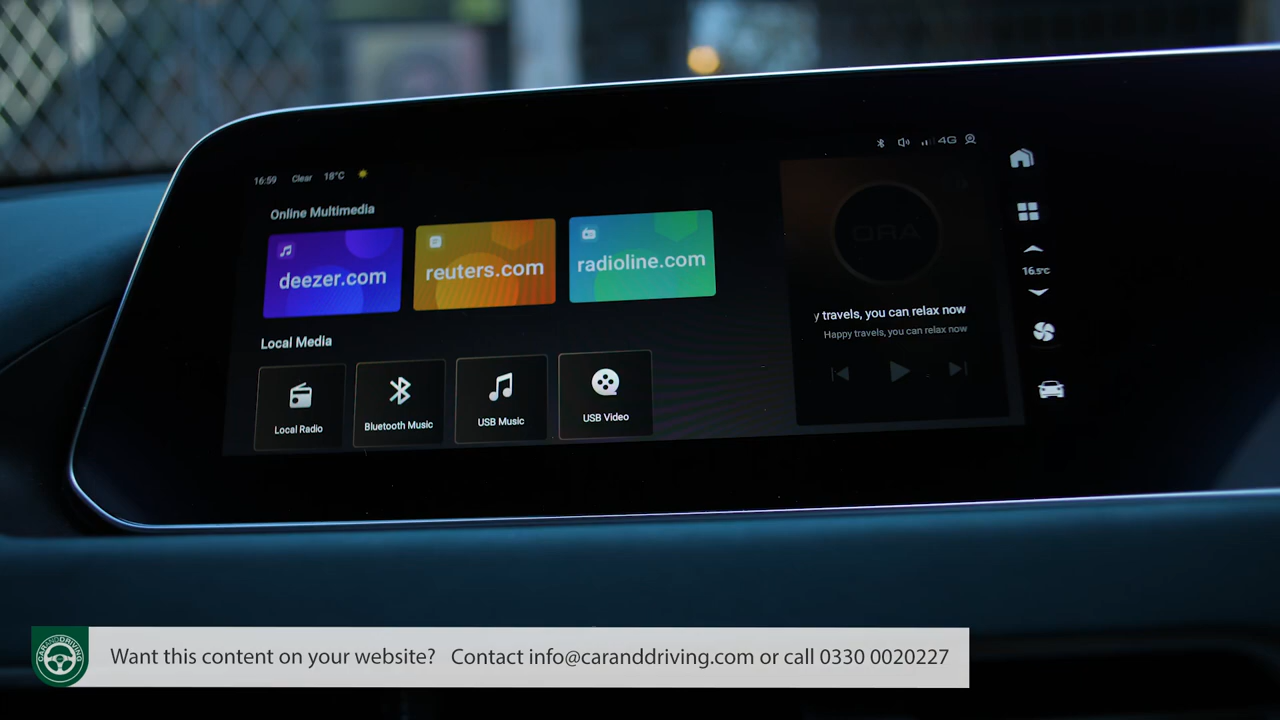 16:59 Clear 18°C 4G
Online Multimedia
deezer.com
reuters.com
radioline.com
ORA
y travels, you can relax now
Happy travels, you can relax now
Local Media
Local Radio
Bluetooth Music
USB Music
USB Video
16.5°C
CARANDDRIVING
Want this content on your website? Contact info@caranddriving.com or call 0330 0020227